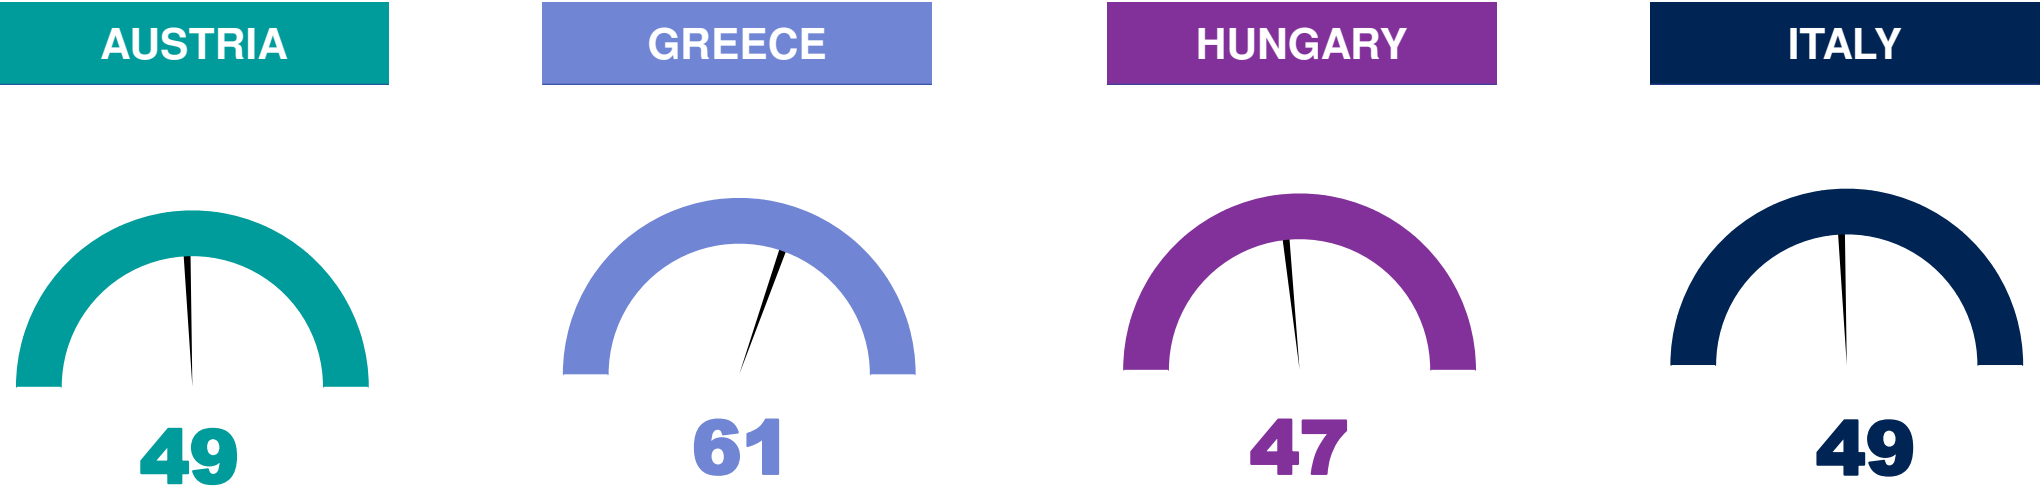 AUSTRIA
GREECE
HUNGARY
ITALY
49
61
47
49